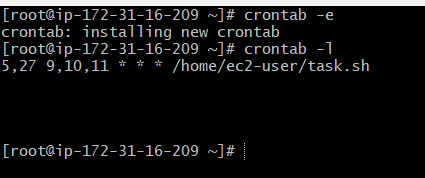 [root@ip-172-31-16-209 ~]# crontab -e
crontab: installing new crontab
[root@ip-172-31-16-209 ~]# crontab -l
5,27 9,10,11 * * * /home/ec2-user/task.sh
[root@ip-172-31-16-209 ~]#